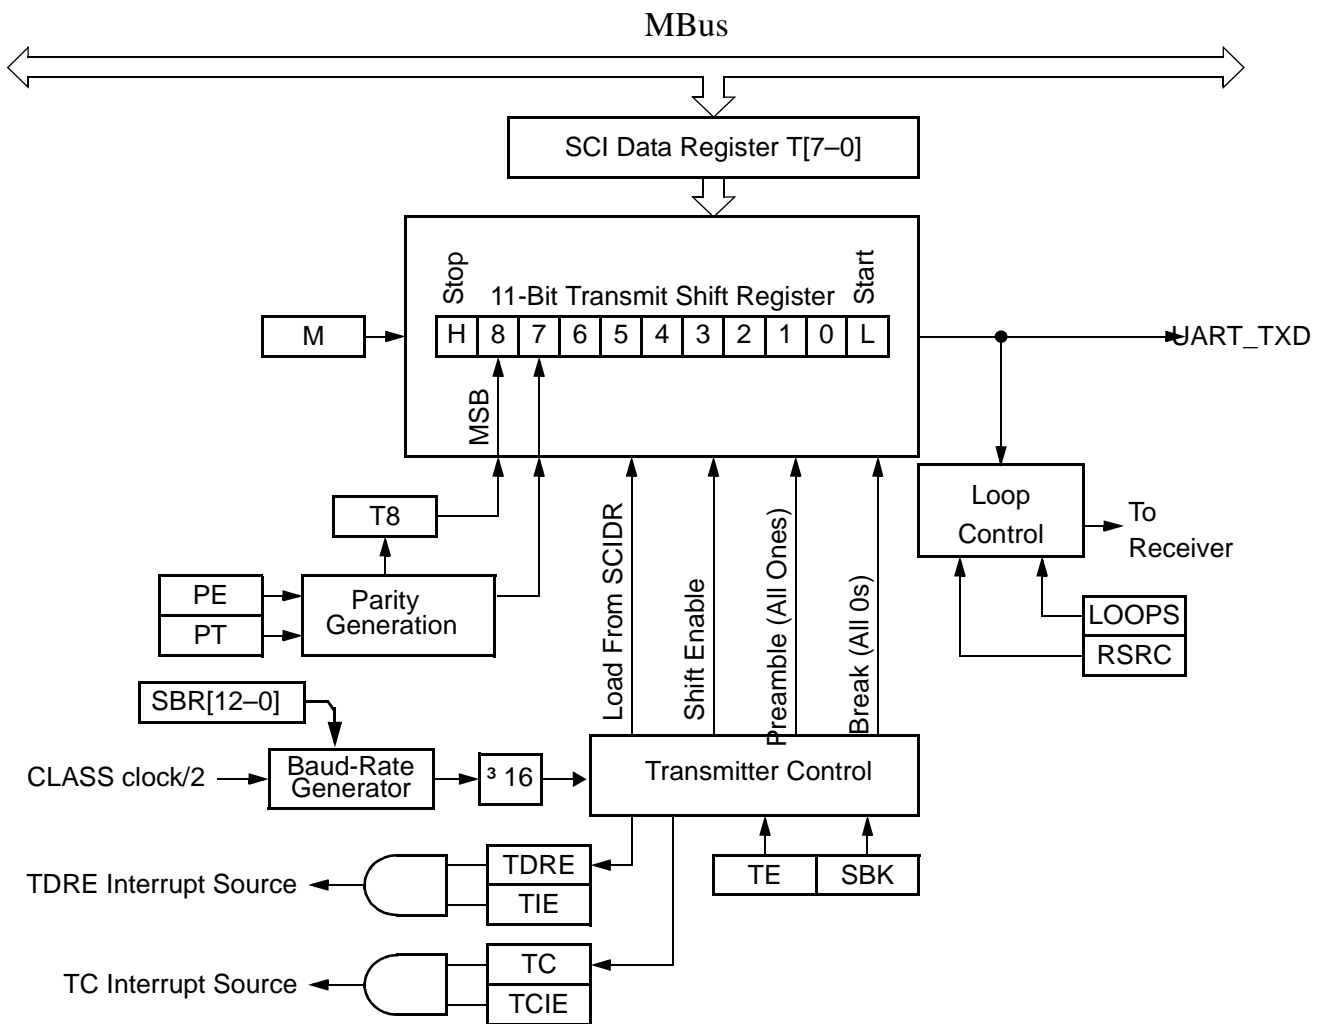 MBus
SCI Data Register T[7–0]
Stop
11-Bit Transmit Shift Register
Start
H 8 7 6 5 4 3 2 1 0 L
M
UART_TXD
MSB
T8
Loop
Control
To
Receiver
PE
PT
Parity
Generation
Load From SCIDR
Shift Enable
Preamble (All Ones)
Break (All 0s)
LOOPS
RSRC
SBR[12–0]
CLASS clock/2
Baud-Rate
Generator
³ 16
Transmitter Control
TE
SBK
TDRE Interrupt Source
TDRE
TIE
TC Interrupt Source
TC
TCIE